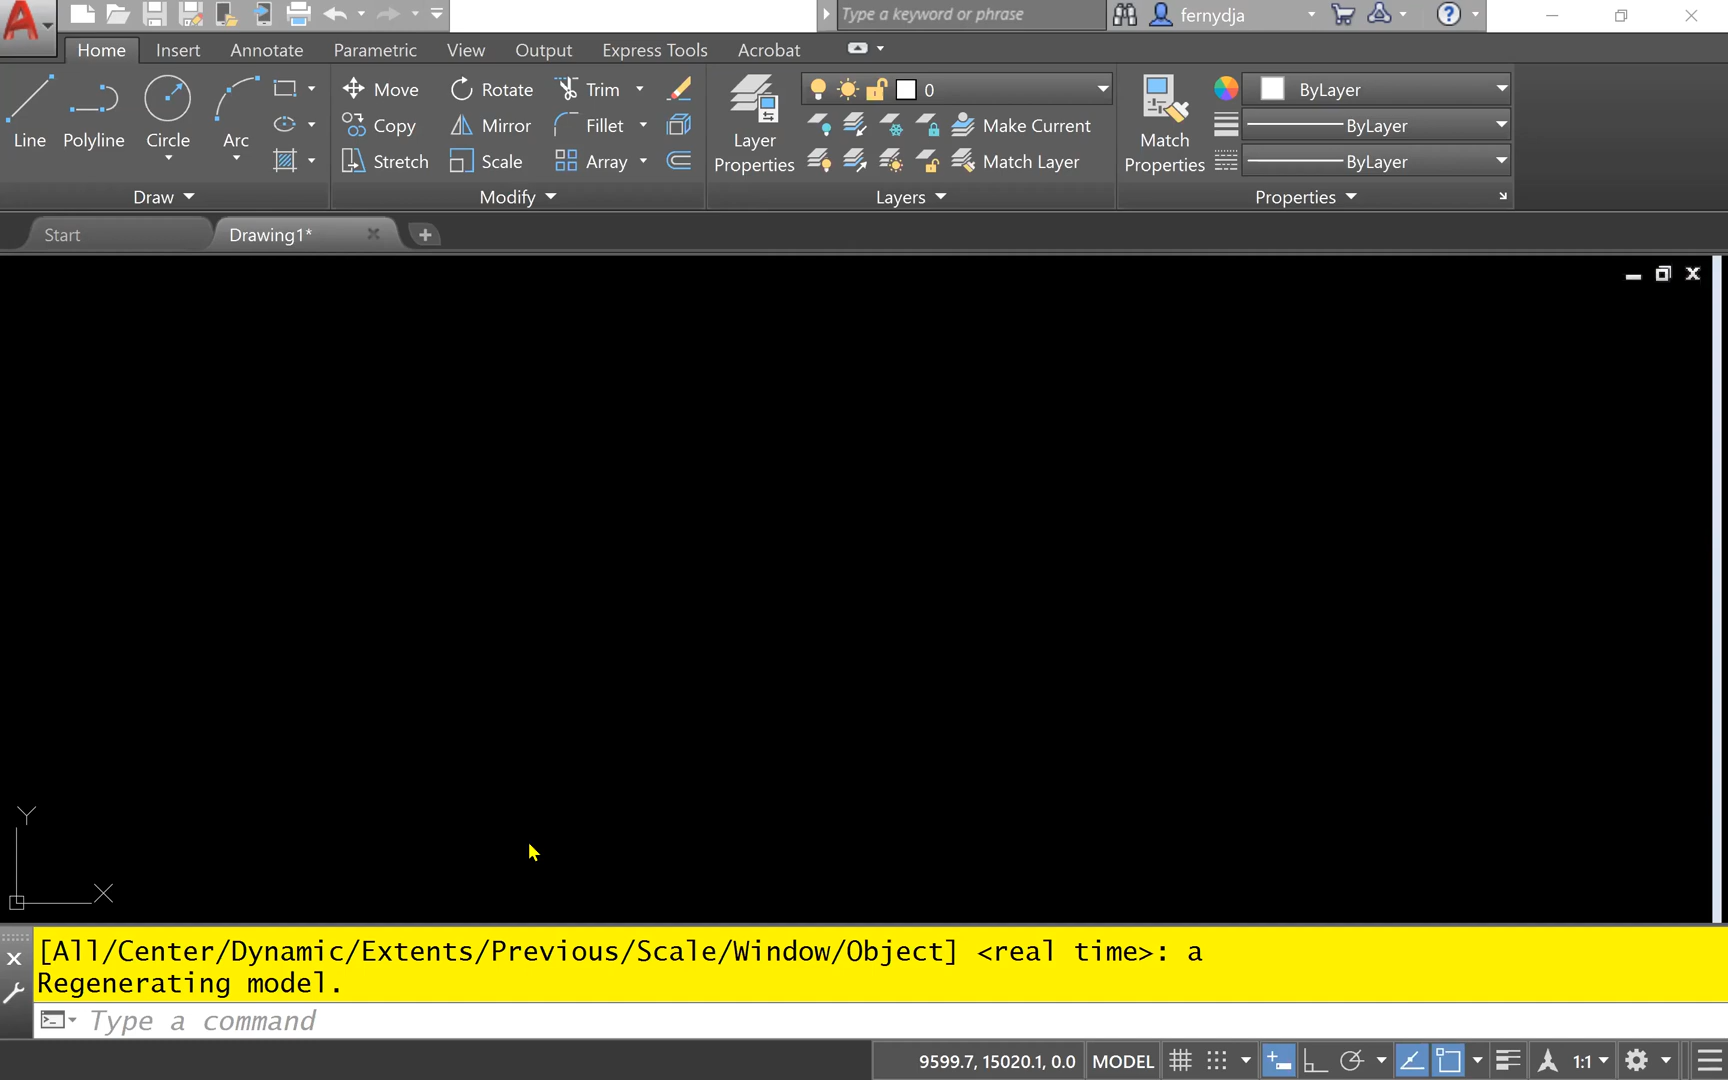 A
Type a keyword or phrase
fernydja
?
Home Insert Annotate Parametric View Output Express Tools Acrobat
Line Polyline Circle Arc
Move Rotate Trim
Copy Mirror Fillet
Stretch Scale Array
Layer Properties
0
Make Current
Match Layer
Match Properties
ByLayer
ByLayer
ByLayer
Draw Modify Layers Properties
Start Drawing1* +
Y
X
[All/Center/Dynamic/Extents/Previous/Scale/Window/Object] <real time>: a
Regenerating model.
Type a command
9599.7, 15020.1, 0.0 MODEL 1:1